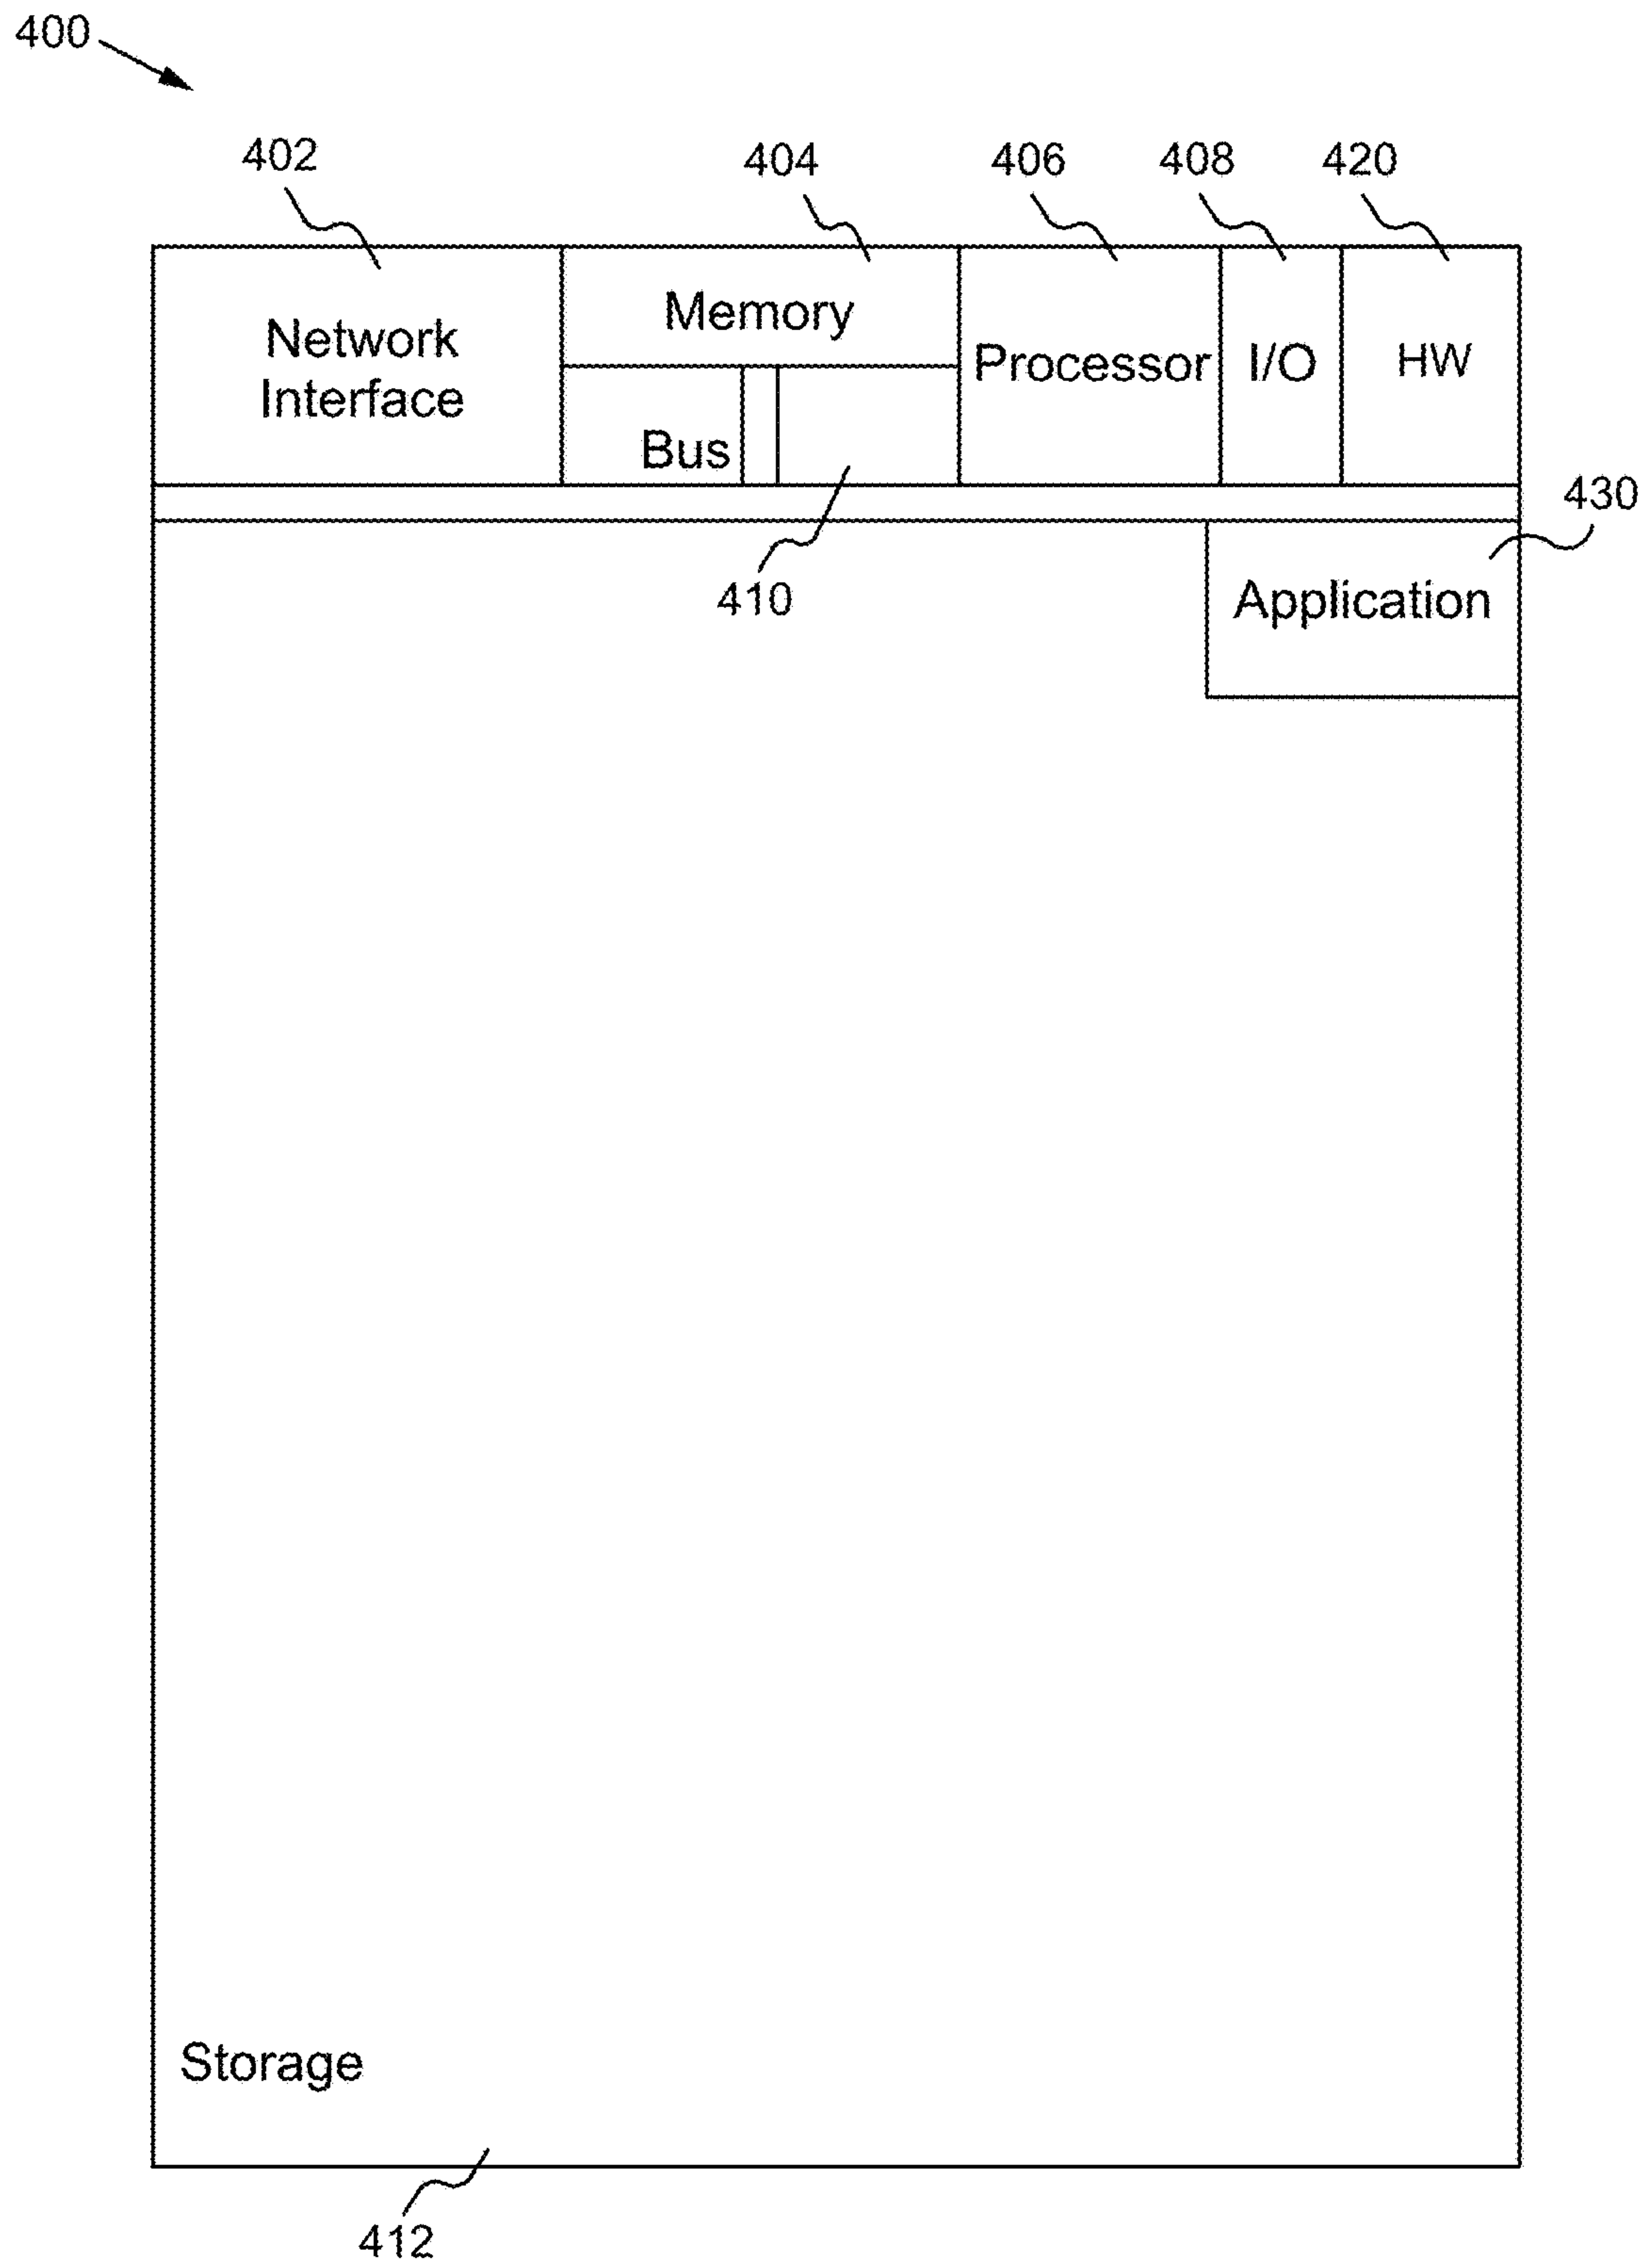 400
402
404
406
408
420
Network
Interface
Memory
Processor
I/O
HW
Bus
430
410
Application
Storage
412